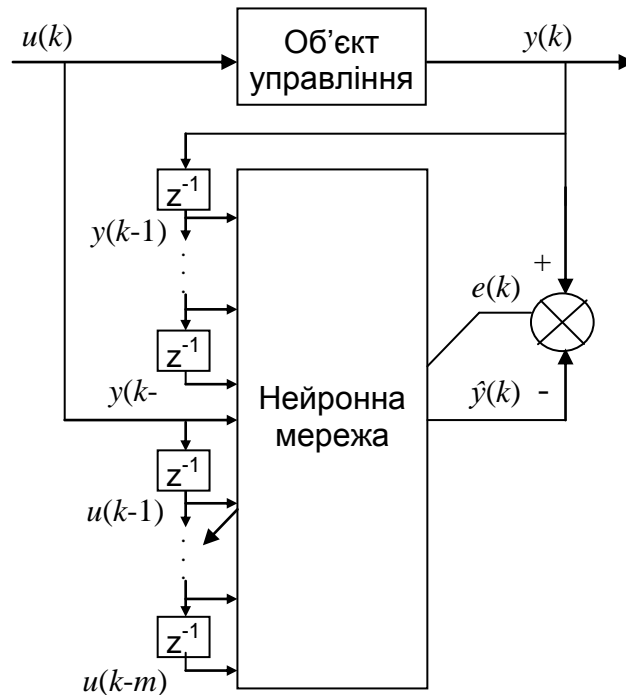 u(k)
Об’єкт
управління
y(k)
z⁻¹
y(k-1)
z⁻¹
y(k-
+
e(k)
Нейронна
мережа
ŷ(k) -
z⁻¹
u(k-1)
z⁻¹
u(k-m)